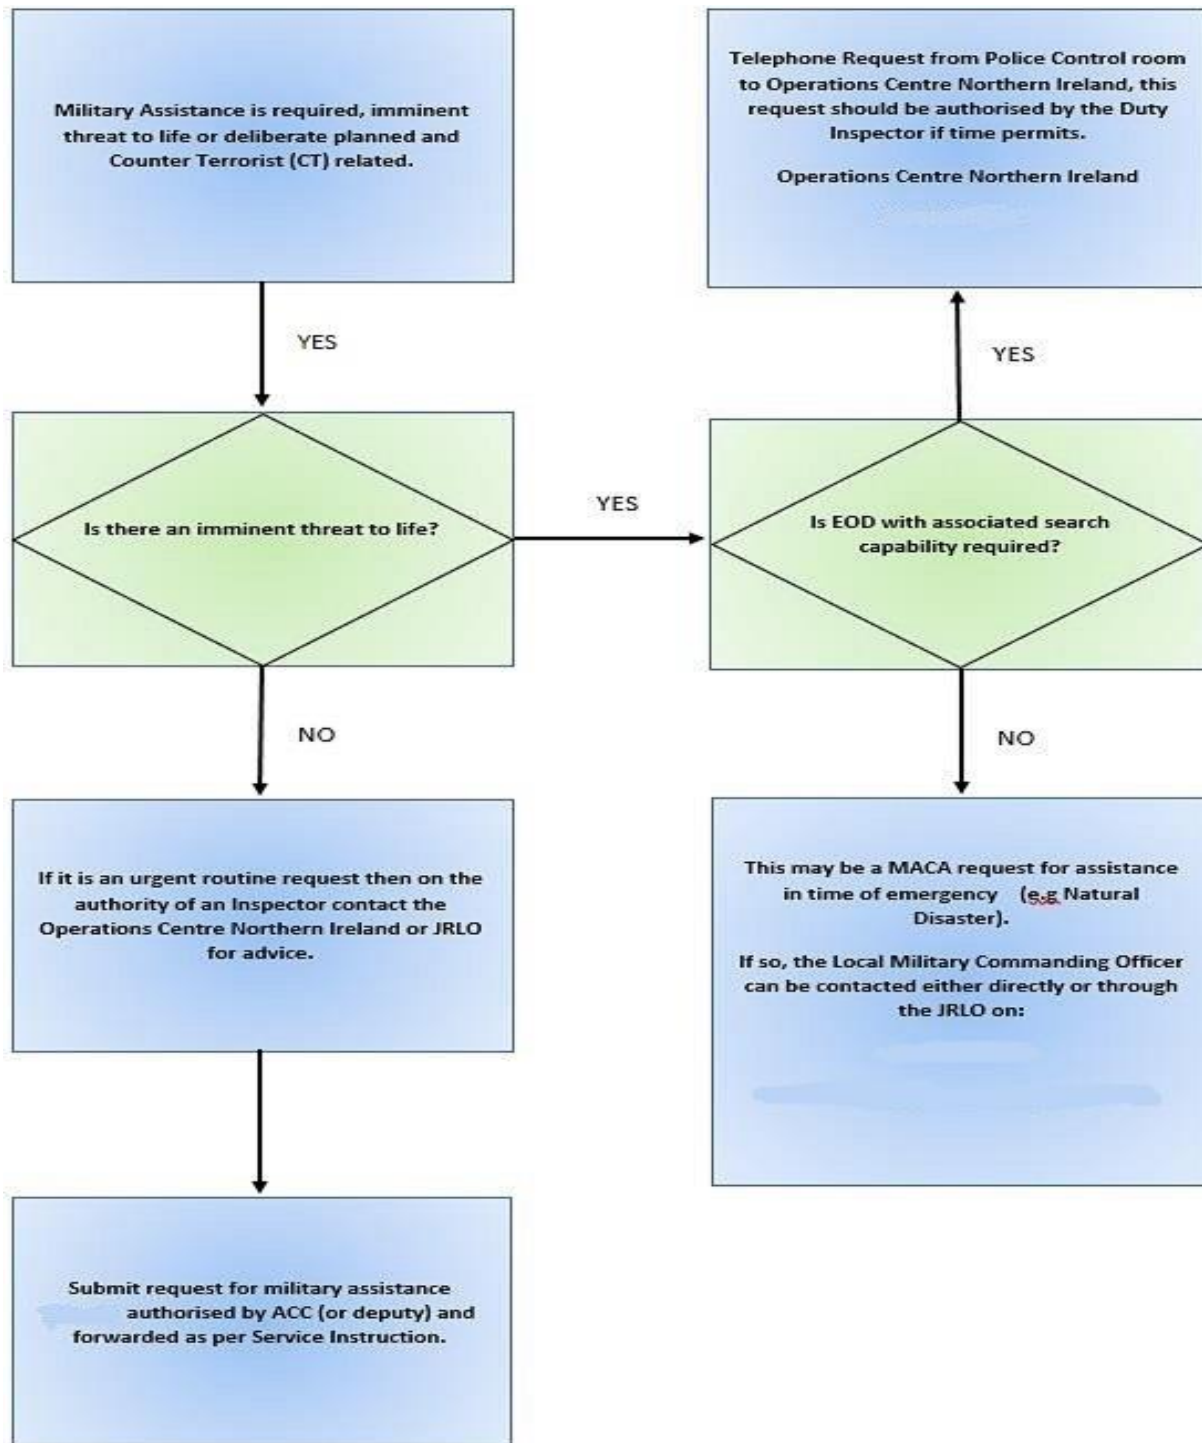 Military Assistance is required, imminent
threat to life or deliberate planned and
Counter Terrorist (CT) related.
Telephone Request from Police Control room
to Operations Centre Northern Ireland, this
request should be authorised by the Duty
Inspector if time permits.
Operations Centre Northern Ireland
YES
YES
Is there an imminent threat to life?
YES
Is EOD with associated search
capability required?
NO
NO
If it is an urgent routine request then on the
authority of an Inspector contact the
Operations Centre Northern Ireland or JRLO
for advice.
This may be a MACA request for assistance
in time of emergency (e.g Natural
Disaster).
If so, the Local Military Commanding Officer
can be contacted either directly or through
the JRLO on:
Submit request for military assistance
authorised by ACC (or deputy) and
forwarded as per Service Instruction.